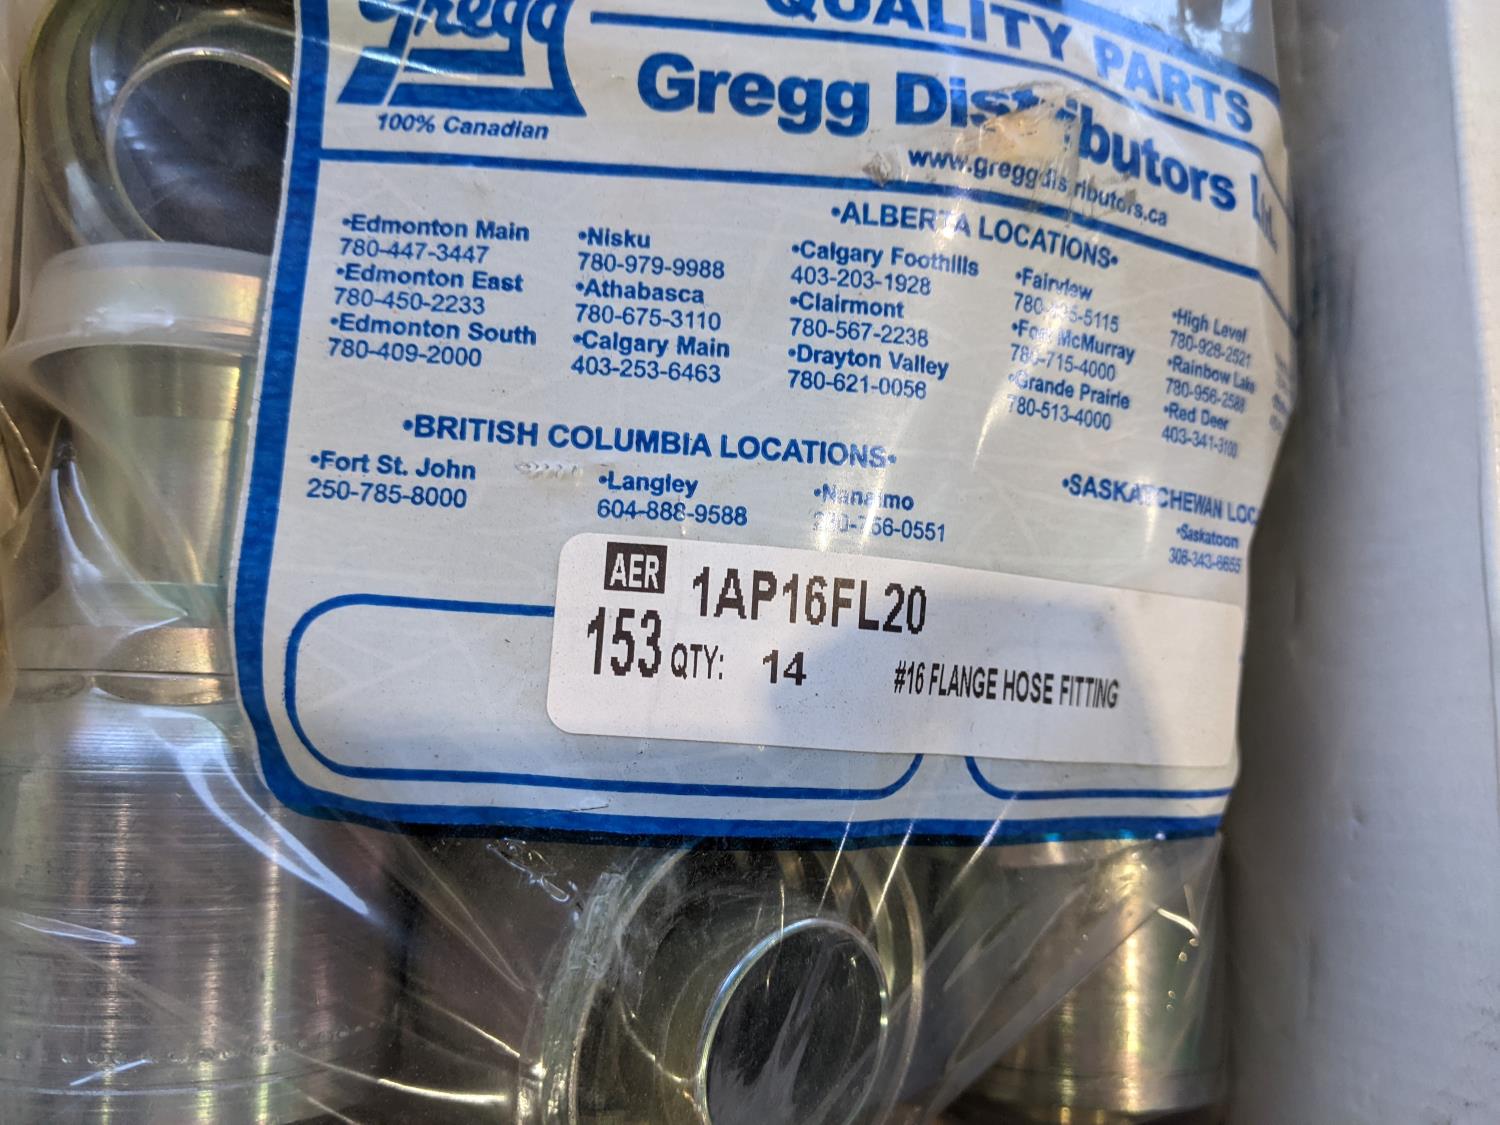 Gregg
100% Canadian
QUALITY PARTS
Gregg Distributors Ltd.
www.greggdistributors.ca
•ALBERTA LOCATIONS•
•Edmonton Main
780-447-3447
•Edmonton East
780-450-2233
•Edmonton South
780-409-2000
•Nisku
780-979-9988
•Athabasca
780-675-3110
•Calgary Main
403-253-6463
•Calgary Foothills
403-203-1928
•Clairmont
780-567-2238
•Drayton Valley
780-621-0056
•Fairview
•Fort McMurray
780-715-4000
•Grande Prairie
780-513-4000
•High Level
780-926-2521
•Rainbow Lake
780-956-2588
•Red Deer
403-341-3100
•BRITISH COLUMBIA LOCATIONS•
•Fort St. John
250-785-8000
•Langley
604-888-9588
•Nanaimo
•SASKATCHEWAN LOC
•Saskatoon
306-343-6655
AER 1AP16FL20
153 QTY: 14 #16 FLANGE HOSE FITTING